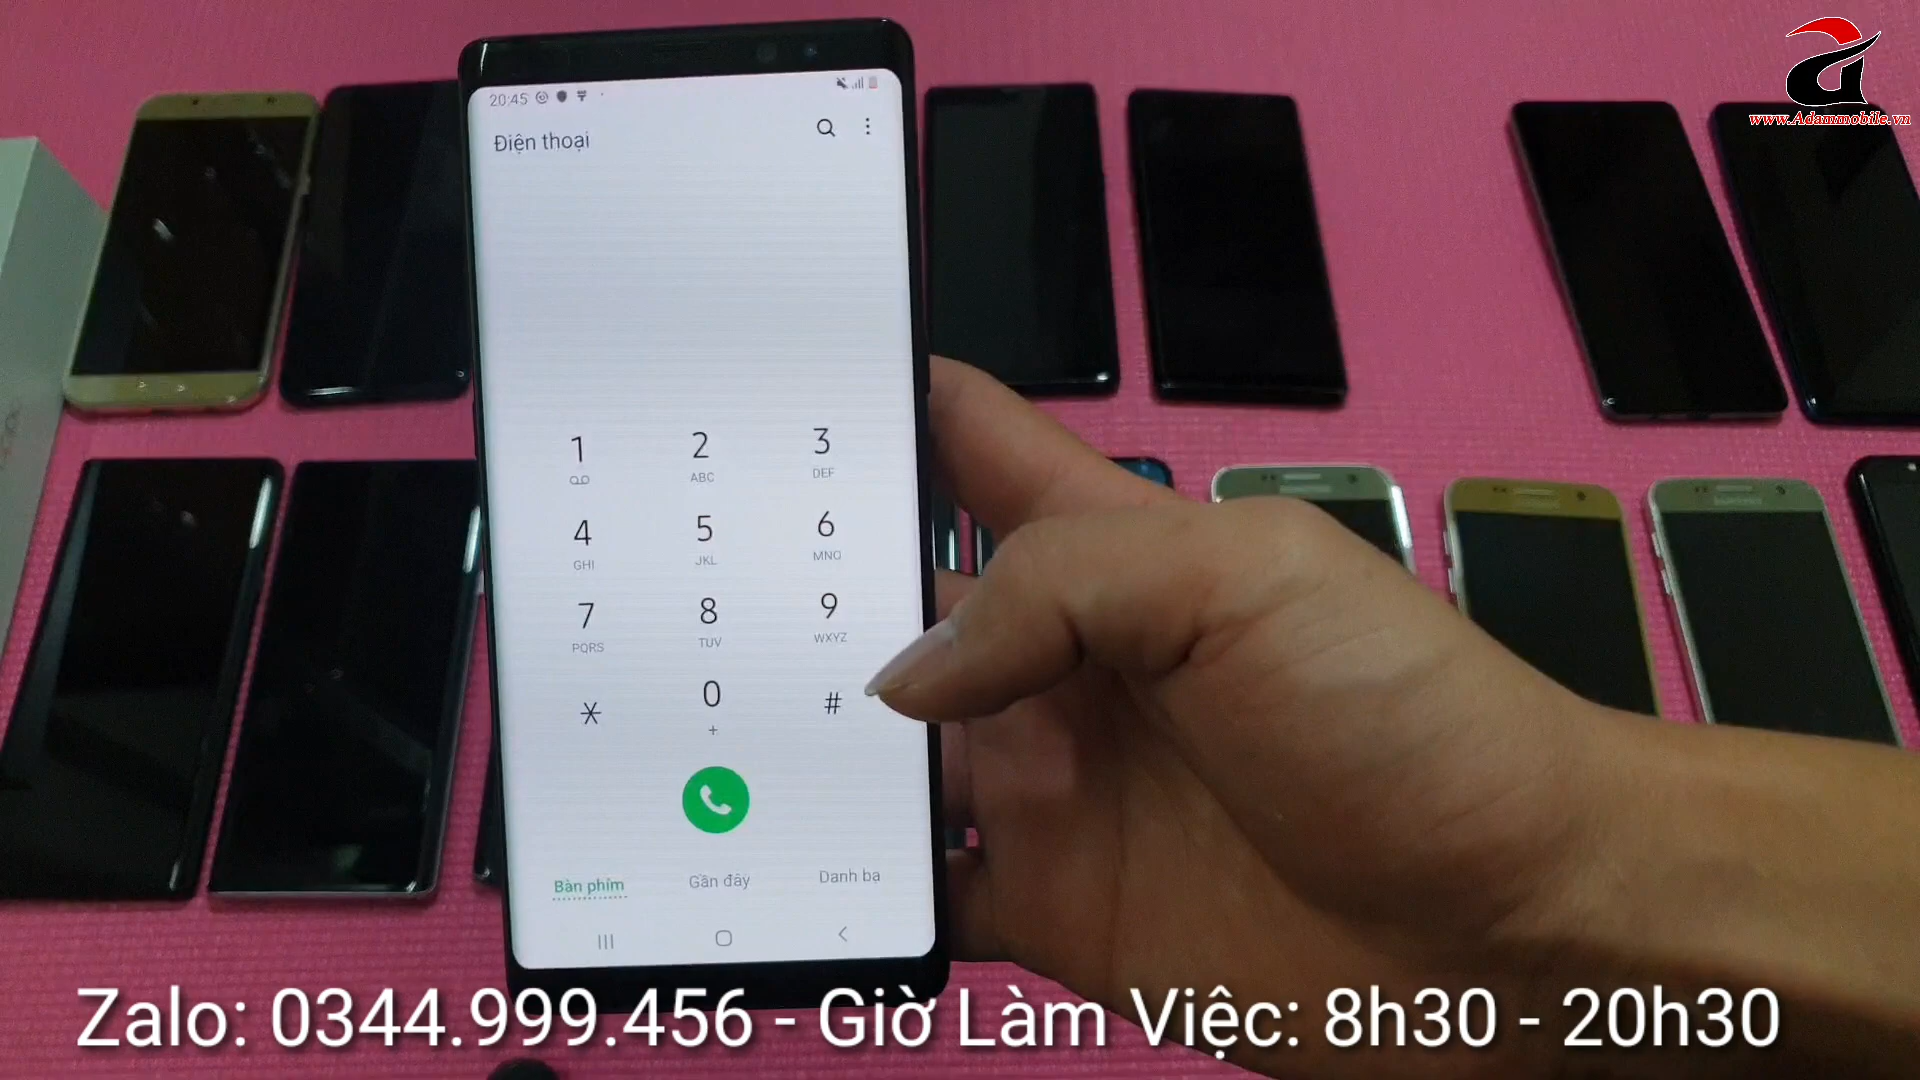 www.Adammobile.vn
20:45
Điện thoại
1
2
ABC
3
DEF
4
GHI
5
JKL
6
MNO
7
PQRS
8
TUV
9
WXYZ
*
0
+
#
Bàn phím
Gần đây
Danh bạ
Zalo: 0344.999.456 - Giờ Làm Việc: 8h30 - 20h30